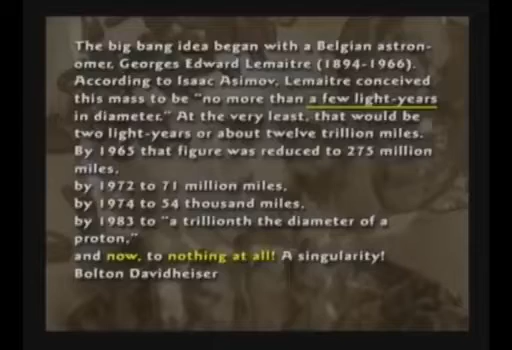 The big bang idea began with a Belgian astron-
omer, Georges Edward Lemaitre (1894-1966).
According to Isaac Asimov, Lemaitre conceived
this mass to be "no more than a few light-years
in diameter." At the very least, that would be
two light-years or about twelve trillion miles.
By 1965 that figure was reduced to 275 million
miles,
by 1972 to 71 million miles,
by 1974 to 54 thousand miles,
by 1983 to "a trillionth the diameter of a
proton,"
and now, to nothing at all! A singularity!
Bolton Davidheiser